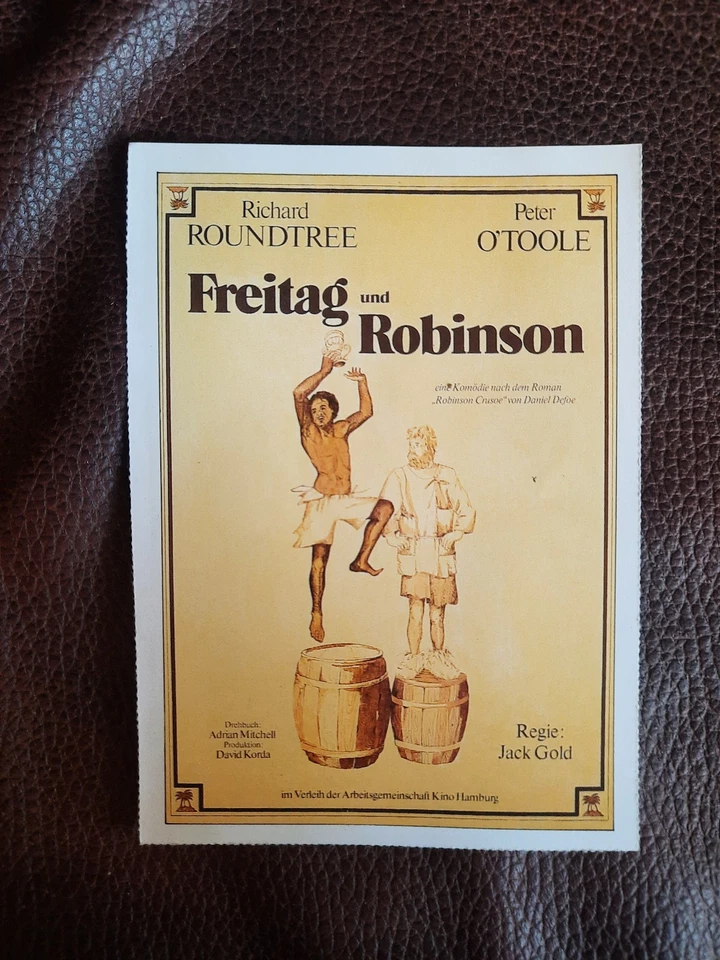 Richard
ROUNDTREE
Peter
O'TOOLE
Freitag und
Robinson
eine Komödie nach dem Roman
„Robinson Crusoe" von Daniel Defoe
Drehbuch:
Adrian Mitchell
Produktion:
David Korda
Regie:
Jack Gold
im Verleih der Arbeitsgemeinschaft Kino Hamburg